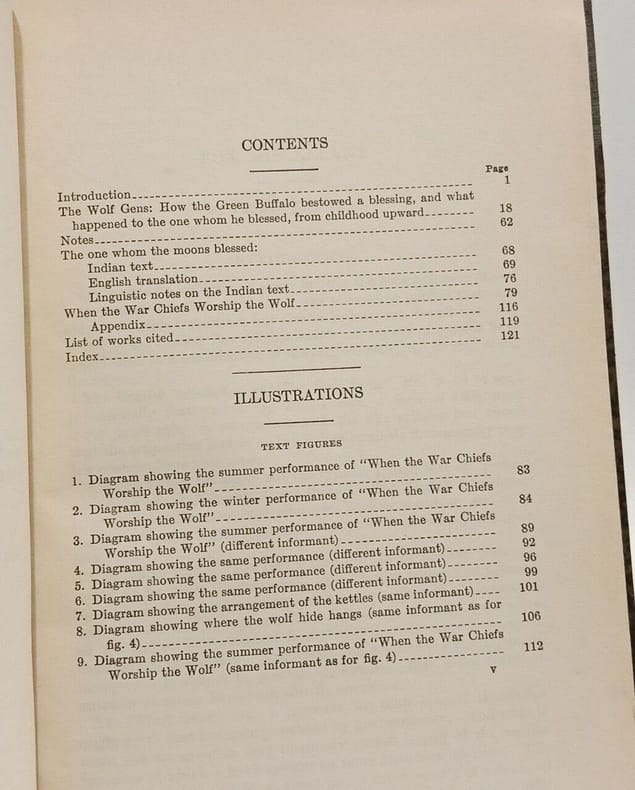 CONTENTS
Page
Introduction 1
The Wolf Gens: How the Green Buffalo bestowed a blessing, and what
happened to the one whom he blessed, from childhood upward 18
Notes 62
The one whom the moons blessed:
Indian text 68
English translation 69
Linguistic notes on the Indian text 76
When the War Chiefs Worship the Wolf 79
Appendix 116
List of works cited 119
Index 121
ILLUSTRATIONS
TEXT FIGURES
1. Diagram showing the summer performance of "When the War Chiefs
Worship the Wolf" 83
2. Diagram showing the winter performance of "When the War Chiefs
Worship the Wolf" 84
3. Diagram showing the summer performance of "When the War Chiefs
Worship the Wolf" (different informant) 89
4. Diagram showing the same performance (different informant) 92
5. Diagram showing the same performance (different informant) 96
6. Diagram showing the same performance (different informant) 99
7. Diagram showing the arrangement of the kettles (same informant) 101
8. Diagram showing where the wolf hide hangs (same informant as for
fig. 4) 106
9. Diagram showing the summer performance of "When the War Chiefs
Worship the Wolf" (same informant as for fig. 4) 112
V